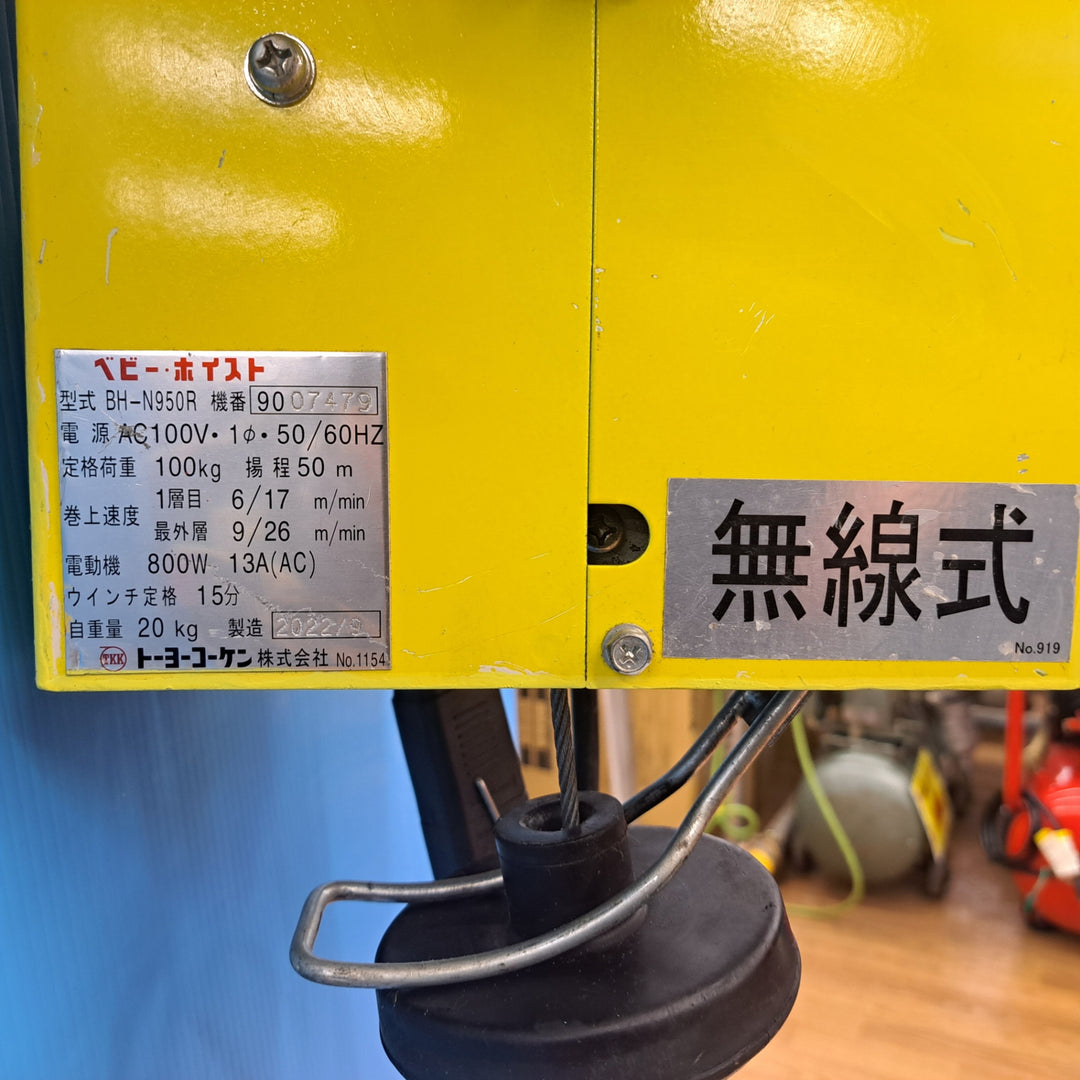 ベビー・ホイスト
型式 BH-N950R 機番 9007479
電源 AC100V・1φ・50/60HZ
定格荷重 100kg 揚程 50 m
巻上速度 1層目 6/17 m/min
最外層 9/26 m/min
電動機 800W 13A(AC)
ウインチ定格 15分
自重量 20 kg 製造 2022/9
TKK トーヨーコーケン 株式会社 No.1154
無線式
No.919